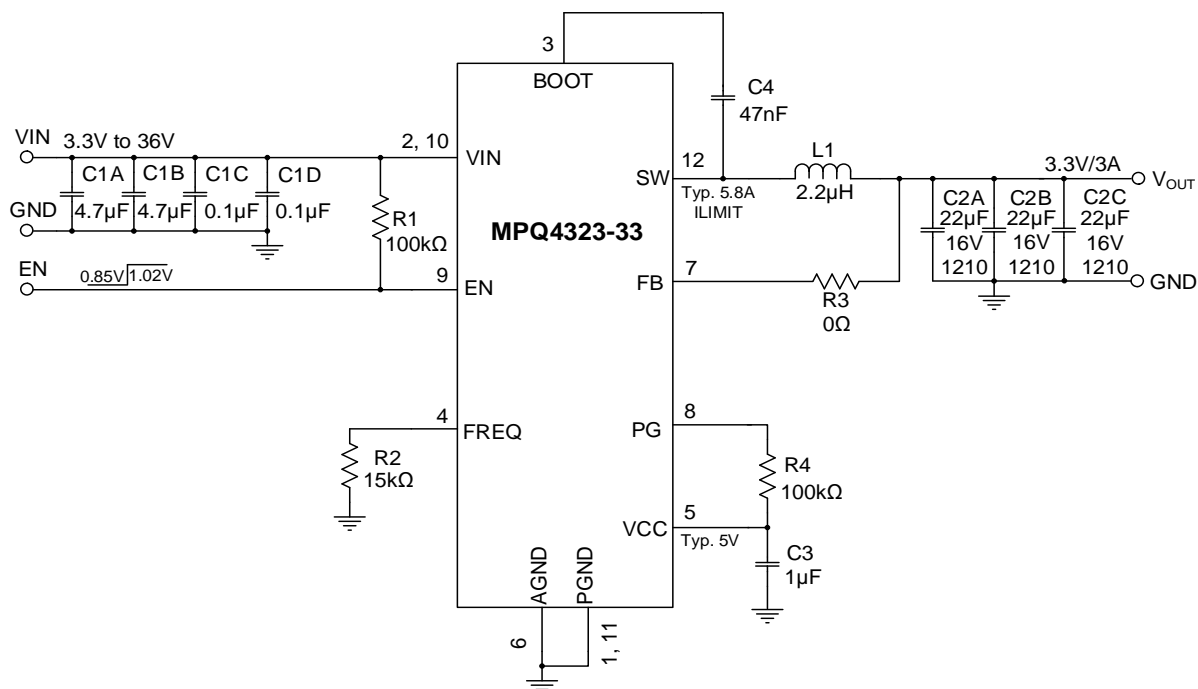 3
BOOT
C4
47nF
VIN
3.3V to 36V
2, 10
VIN
C1A
C1B
C1C
C1D
4.7µF
4.7µF
0.1µF
0.1µF
GND
R1
100kΩ
EN
0.85V
1.02V
9
EN
MPQ4323-33
12
SW
Typ. 5.8A
ILIMIT
L1
2.2µH
3.3V/3A
VOUT
C2A
C2B
C2C
22µF
22µF
22µF
16V
16V
16V
1210
1210
1210
GND
7
FB
R3
0Ω
4
FREQ
R2
15kΩ
8
PG
R4
100kΩ
5
VCC
Typ. 5V
C3
1µF
AGND
PGND
6
1, 11